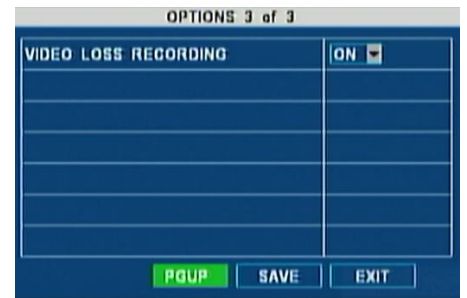 OPTIONS 3 of 3
VIDEO LOSS RECORDING ON
PGUP SAVE EXIT